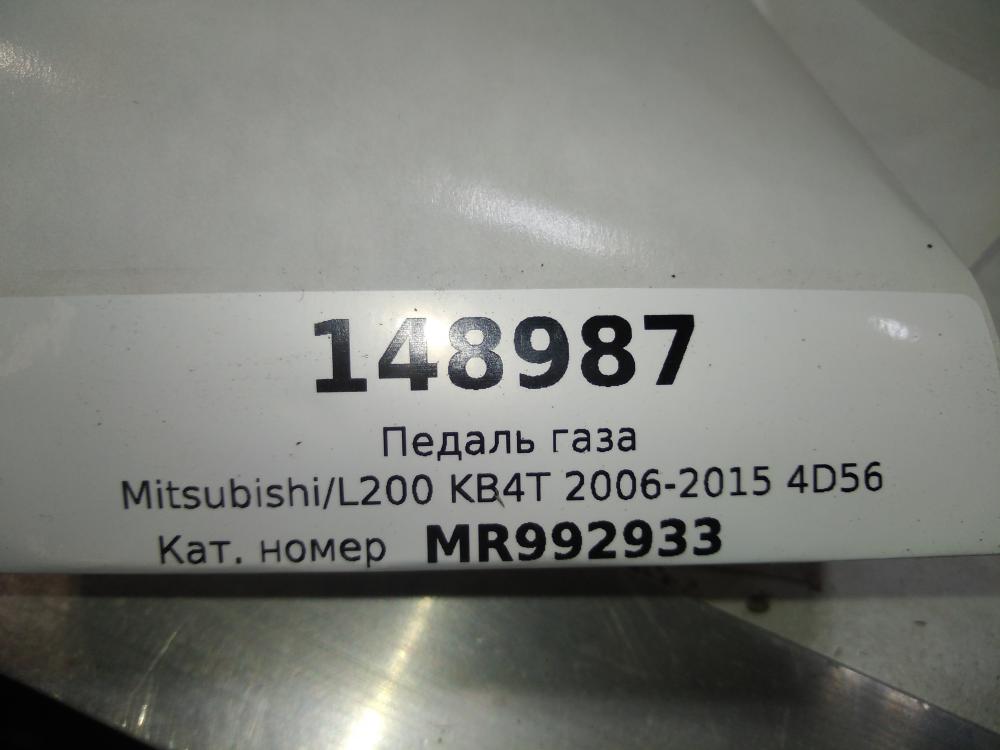 148987
Педаль газа
Mitsubishi/L200 KB4T 2006-2015 4D56
Кат. номер MR992933